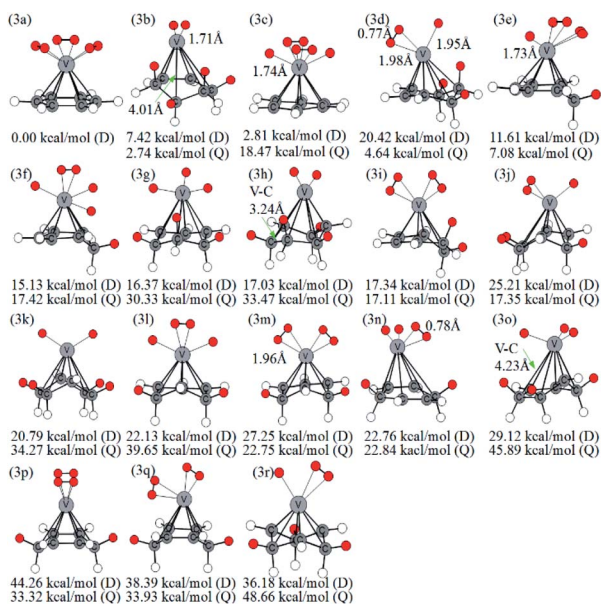 (3a) (3b) (3c) (3d) (3e)
1.71Å 0.77Å 1.95Å
1.74Å 1.98Å 1.73Å
4.01Å
0.00 kcal/mol (D) 7.42 kcal/mol (D) 2.81 kcal/mol (D) 20.42 kcal/mol (D) 11.61 kcal/mol (D)
2.74 kcal/mol (Q) 18.47 kcal/mol (Q) 4.64 kcal/mol (Q) 7.08 kcal/mol (Q)
(3f) (3g) (3h) (3i) (3j)
V-C
3.24Å
15.13 kcal/mol (D) 16.37 kcal/mol (D) 17.03 kcal/mol (D) 17.34 kcal/mol (D) 25.21 kcal/mol (D)
17.42 kcal/mol (Q) 30.33 kcal/mol (Q) 33.47 kcal/mol (Q) 17.11 kcal/mol (Q) 17.35 kcal/mol (Q)
(3k) (3l) (3m) (3n) (3o)
0.78Å
1.96Å V-C
4.23Å
20.79 kcal/mol (D) 22.13 kcal/mol (D) 27.25 kcal/mol (D) 22.76 kcal/mol (D) 29.12 kcal/mol (D)
34.27 kcal/mol (Q) 39.65 kcal/mol (Q) 22.75 kcal/mol (Q) 22.84 kacl/mol (Q) 45.89 kcal/mol (Q)
(3p) (3q) (3r)
44.26 kcal/mol (D) 38.39 kcal/mol (D) 36.18 kcal/mol (D)
33.32 kcal/mol (Q) 33.93 kcal/mol (Q) 48.66 kcal/mol (Q)